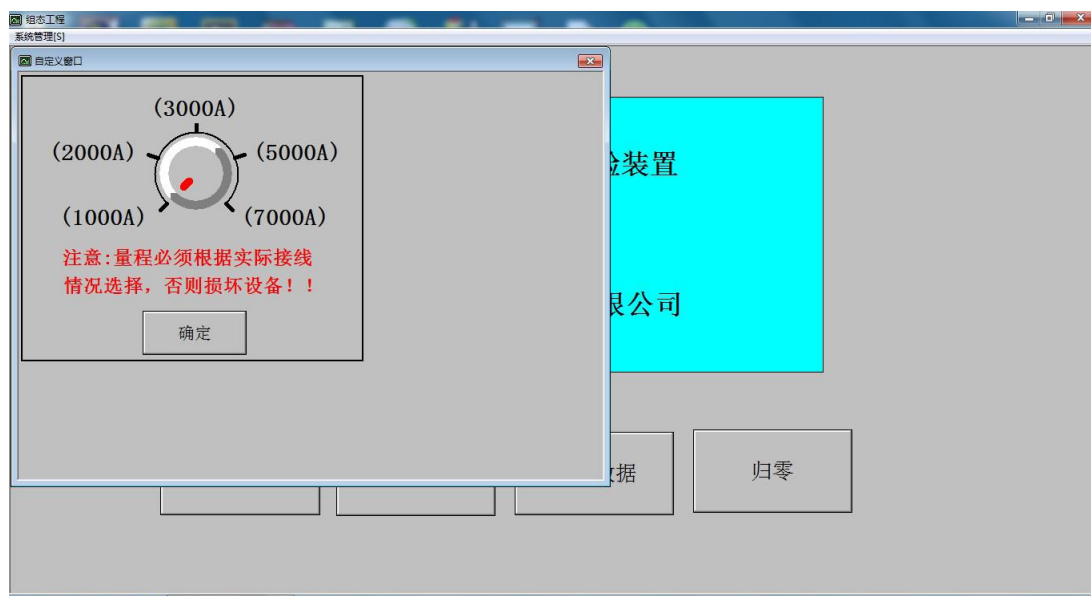 组态工程
系统管理[S]
自定义窗口
(3000A)
(2000A)
(5000A)
(1000A)
(7000A)
注意:量程必须根据实际接线
情况选择，否则损坏设备！！
确定
装置
限公司
数据
归零